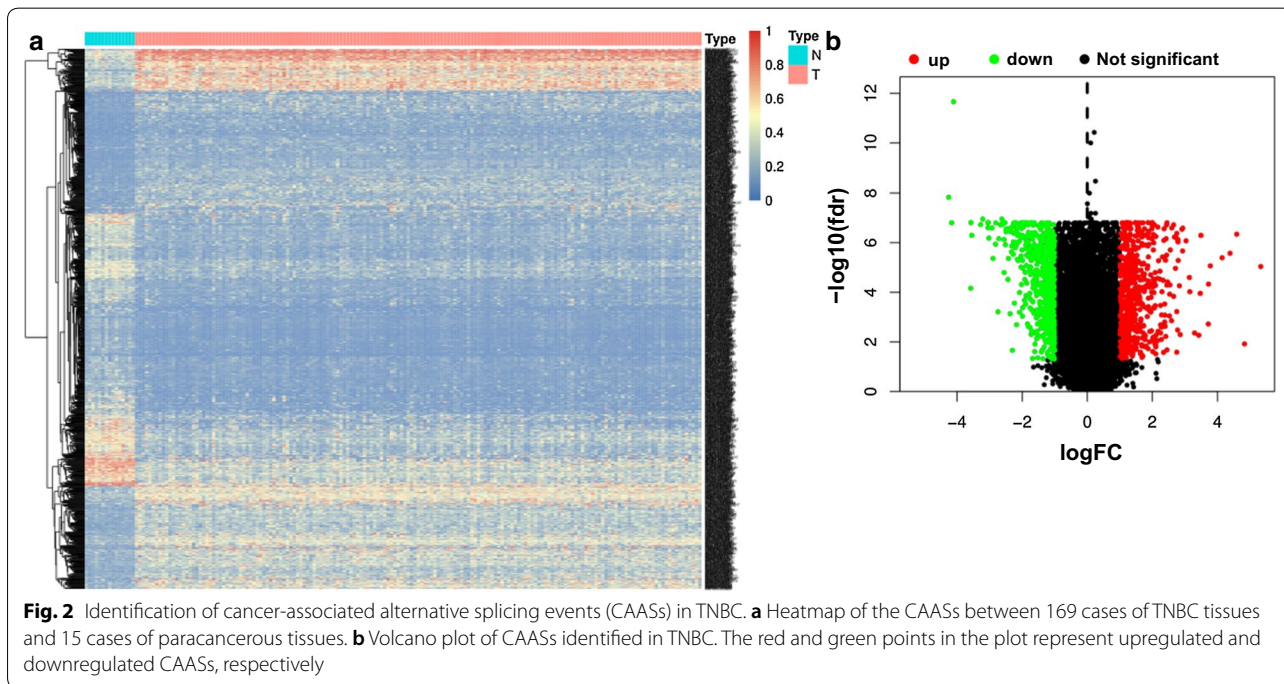 a
Type
1
0.8
0.6
0.4
0.2
0
Type
N
T
b
up down Not significant
12
10
8
6
4
2
0
−log10(fdr)
−4 −2 0 2 4
logFC
Fig. 2 Identification of cancer-associated alternative splicing events (CAASs) in TNBC. a Heatmap of the CAASs between 169 cases of TNBC tissues
and 15 cases of paracancerous tissues. b Volcano plot of CAASs identified in TNBC. The red and green points in the plot represent upregulated and
downregulated CAASs, respectively